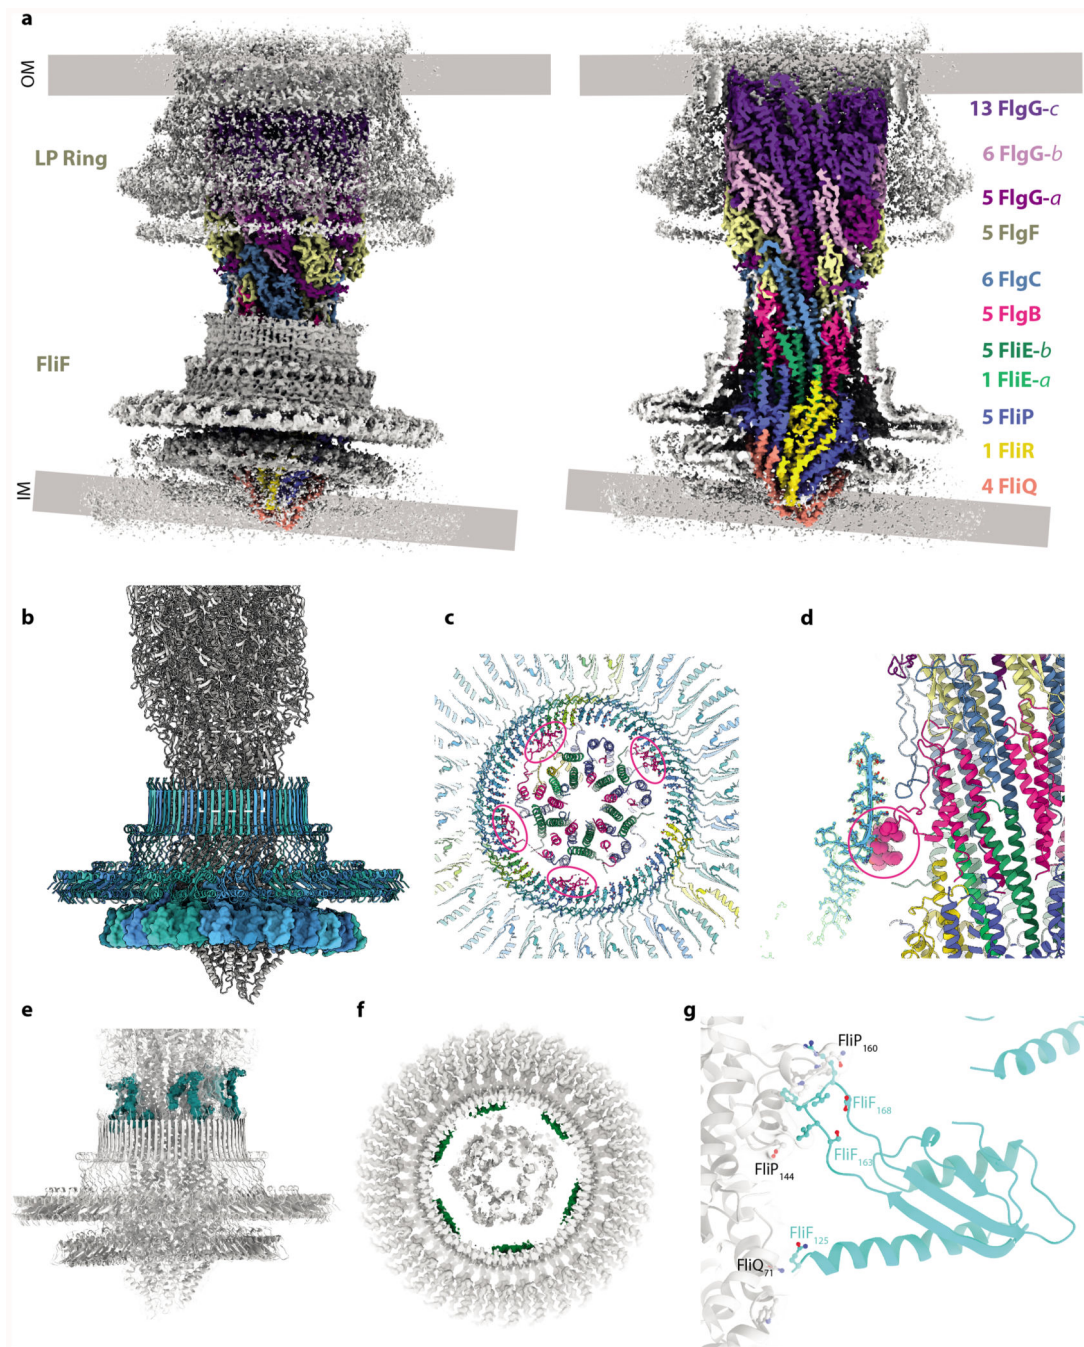 a
OM
LP Ring
FliF
IM
13 FlgG-c
6 FlgG-b
5 FlgG-a
5 FlgF
6 FlgC
5 FlgB
5 FliE-b
1 FliE-a
5 FliP
1 FliR
4 FliQ
b
c
d
e
f
g
FliP160
FliF168
FliF163
FliP144
FliF125
FliQ71